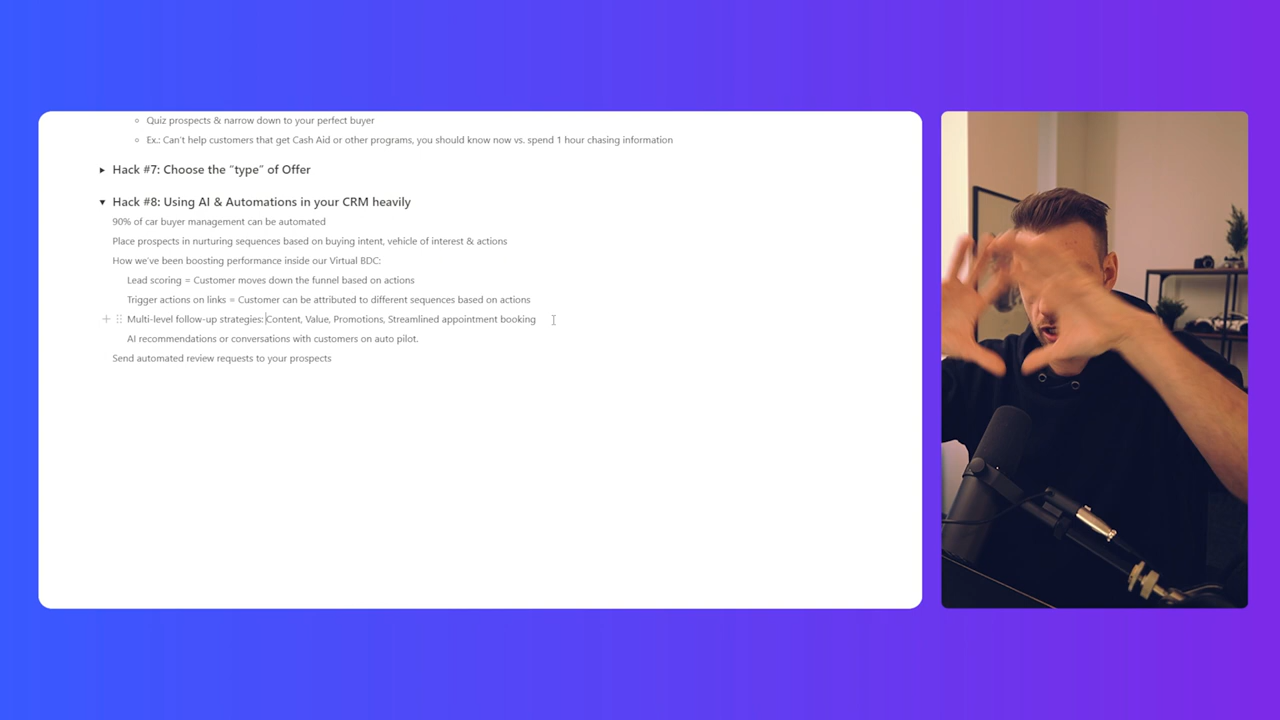 Quiz prospects & narrow down to your perfect buyer
Ex.: Can't help customers that get Cash Aid or other programs, you should know now vs. spend 1 hour chasing information
Hack #7: Choose the “type” of Offer
Hack #8: Using AI & Automations in your CRM heavily
90% of car buyer management can be automated
Place prospects in nurturing sequences based on buying intent, vehicle of interest & actions
How we've been boosting performance inside our Virtual BDC:
Lead scoring = Customer moves down the funnel based on actions
Trigger actions on links = Customer can be attributed to different sequences based on actions
Multi-level follow-up strategies: Content, Value, Promotions, Streamlined appointment booking
AI recommendations or conversations with customers on auto pilot.
Send automated review requests to your prospects